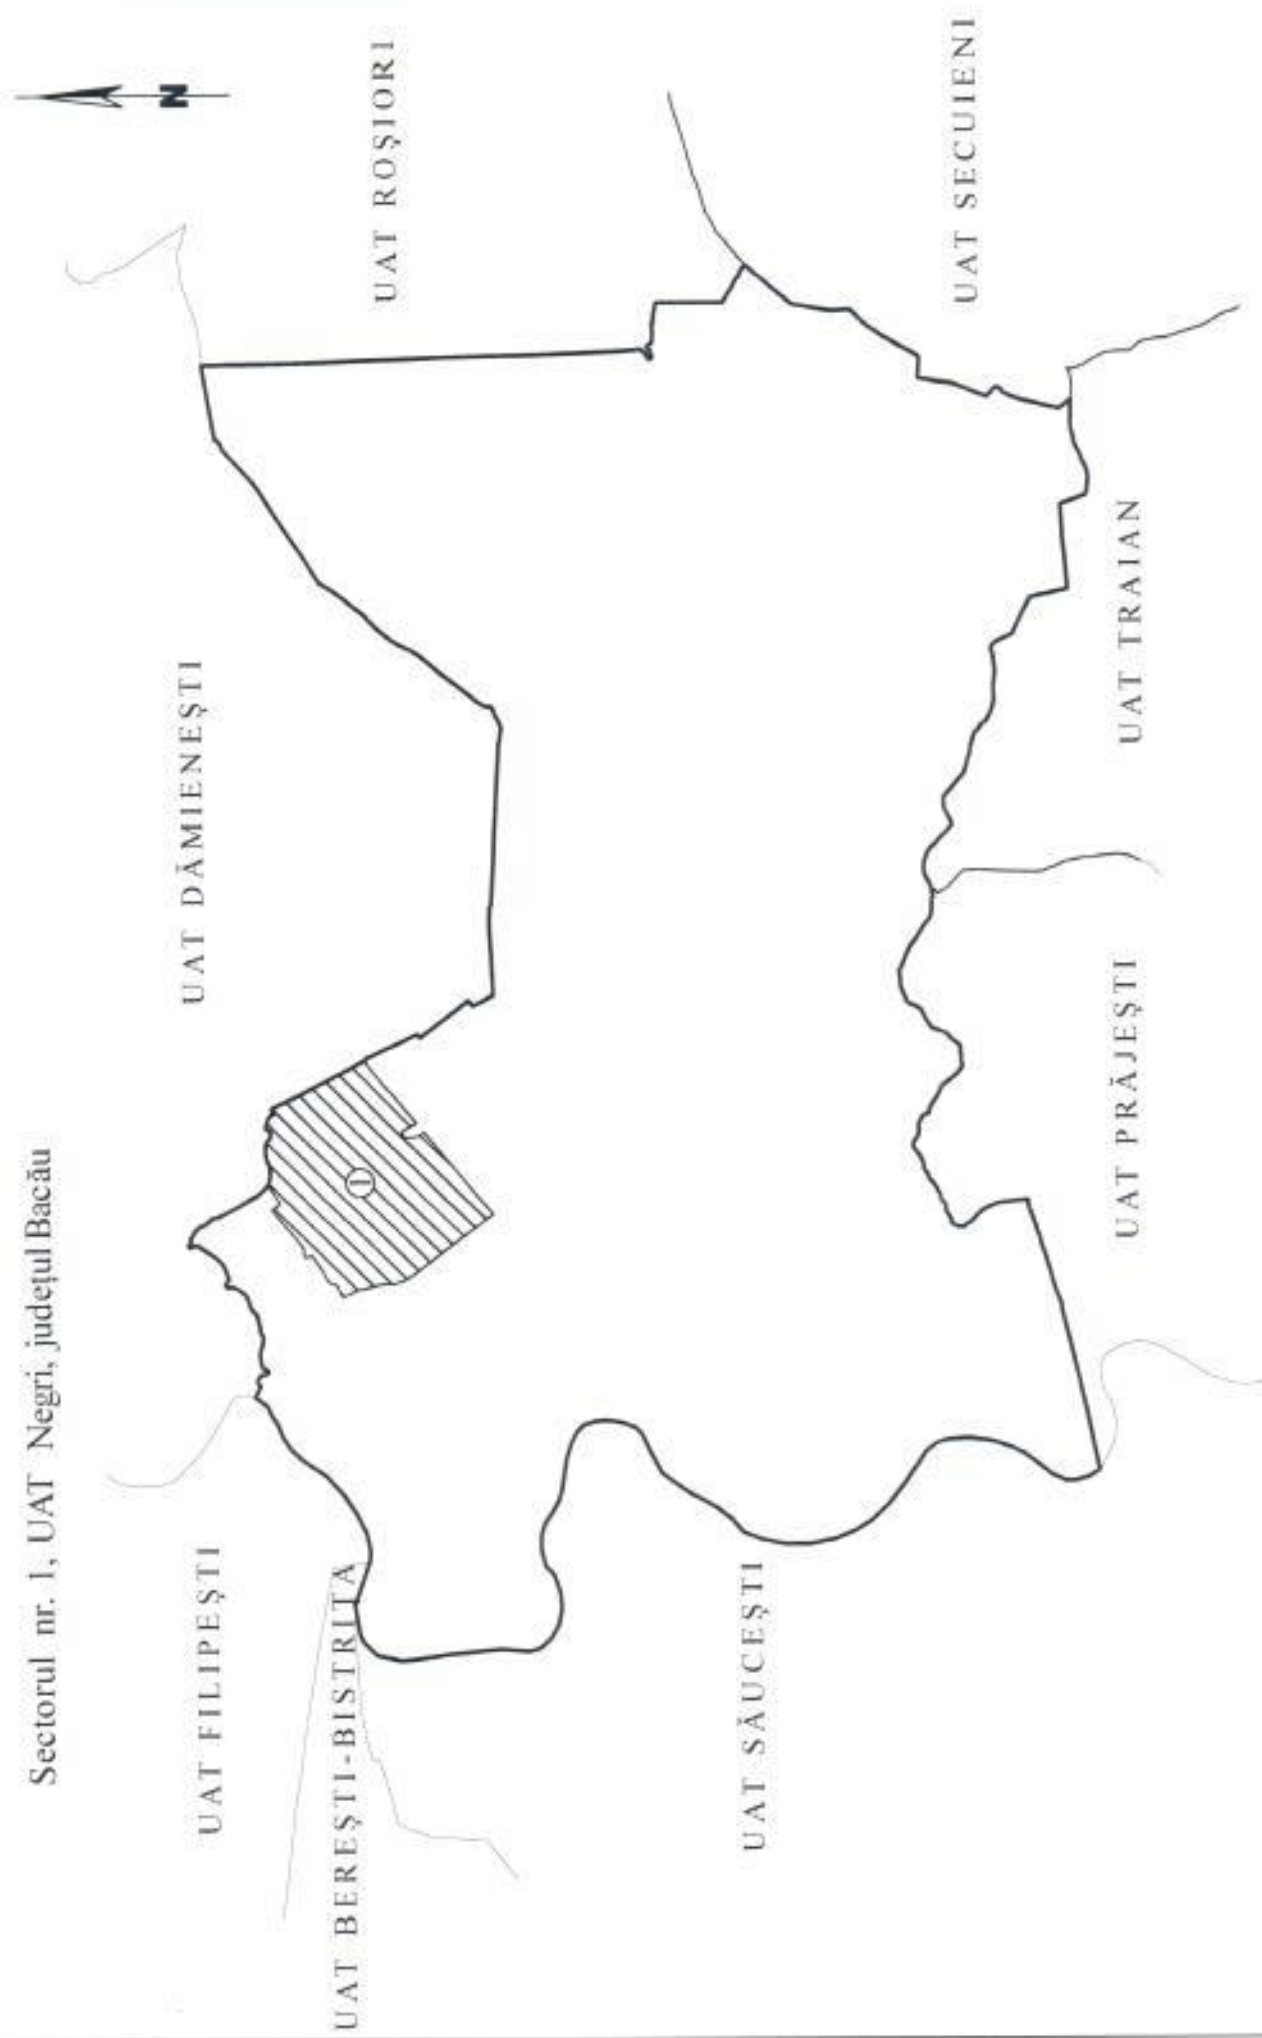 Sectorul nr. 1, UAT Negri, județul Bacău
N
UAT FILIPEȘTI
UAT DĂMIENEȘTI
UAT ROȘIORI
UAT BEREȘTI-BISTRIȚA
1
UAT SĂUCEȘTI
UAT SECUIENI
UAT PRĂJEȘTI
UAT TRAIAN